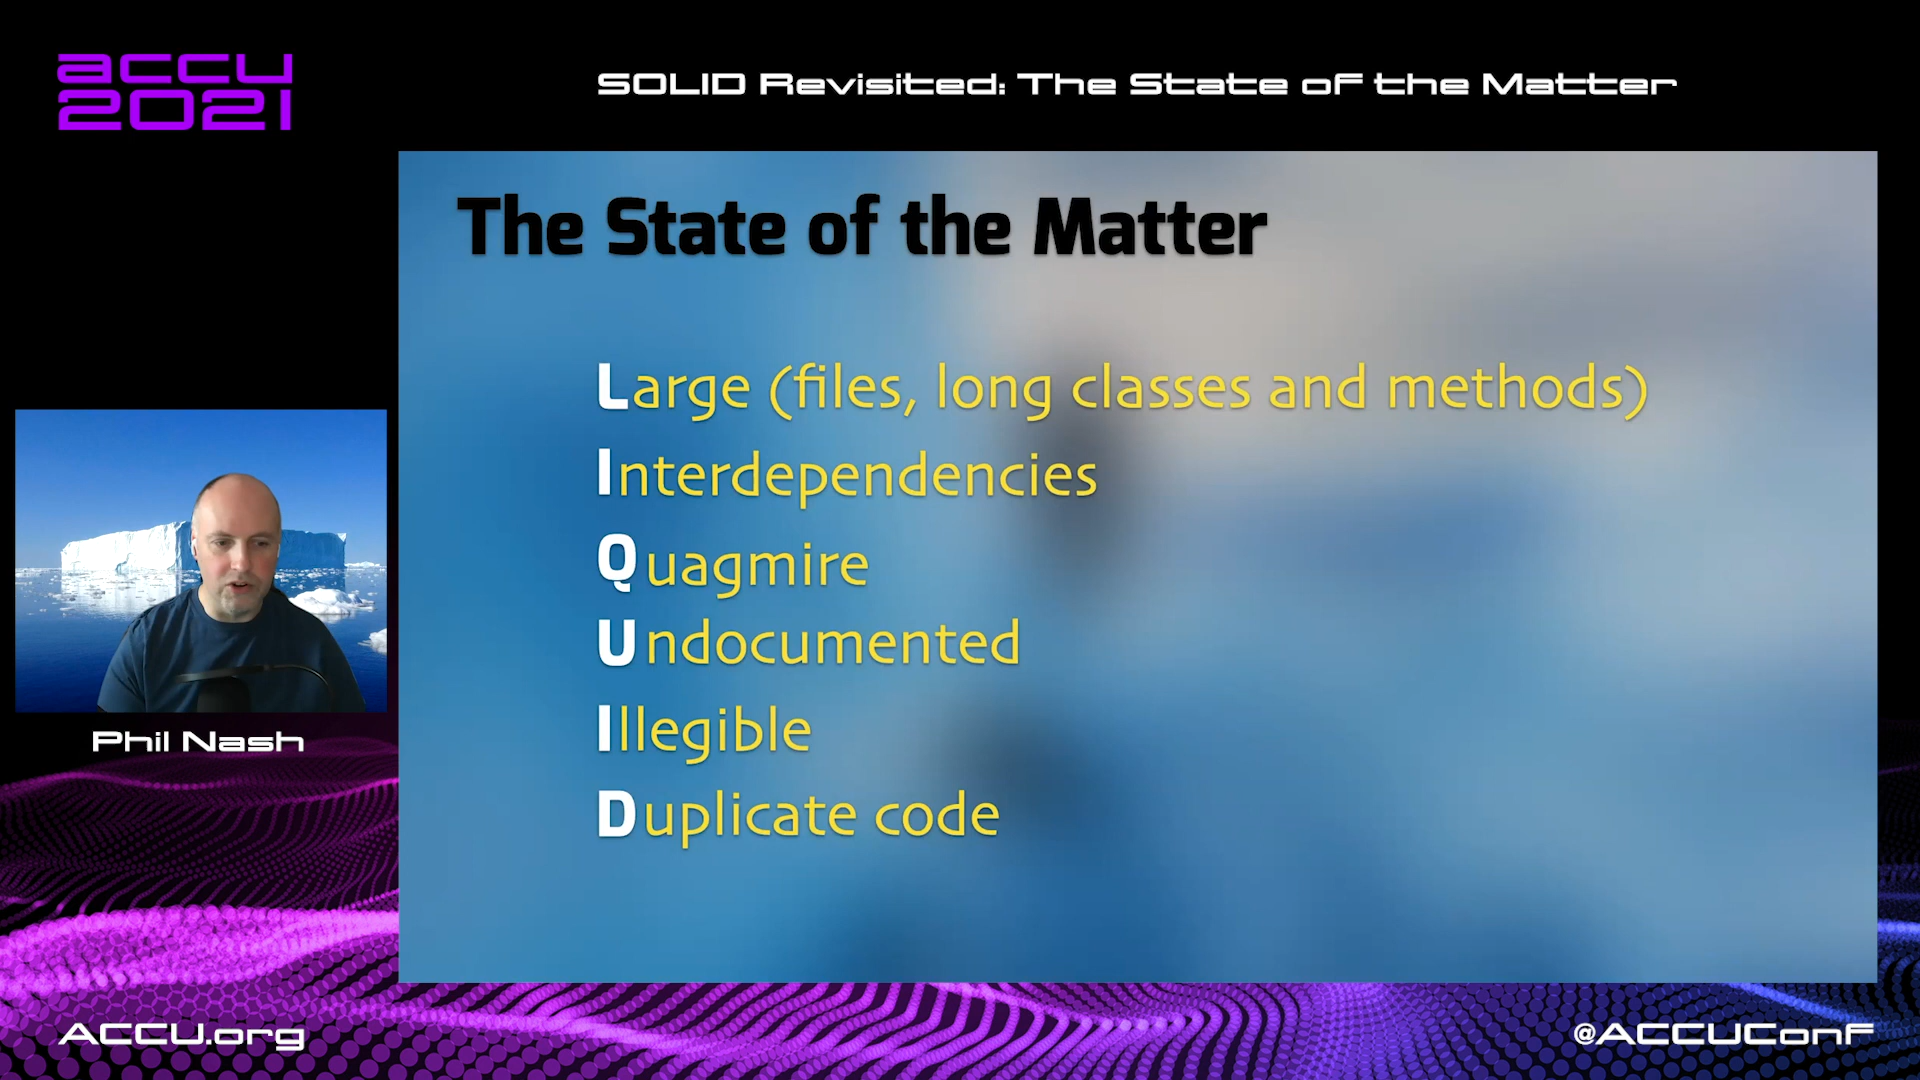 accu
2021
SOLID Revisited: The State of the Matter
The State of the Matter
Large (files, long classes and methods)
Interdependencies
Quagmire
Undocumented
Illegible
Duplicate code
Phil Nash
ACCU.org
@ACCUConf